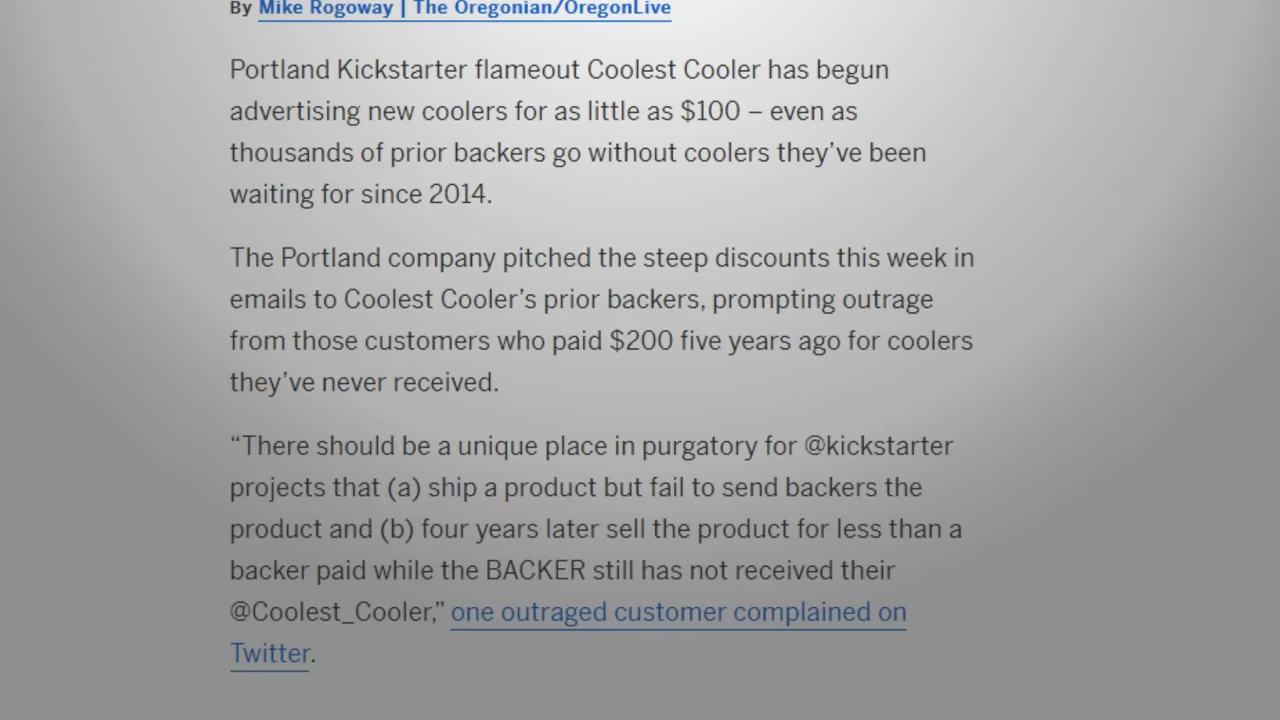 By Mike Rogoway | The Oregonian/OregonLive
Portland Kickstarter flameout Coolest Cooler has begun
advertising new coolers for as little as $100 – even as
thousands of prior backers go without coolers they’ve been
waiting for since 2014.
The Portland company pitched the steep discounts this week in
emails to Coolest Cooler’s prior backers, prompting outrage
from those customers who paid $200 five years ago for coolers
they’ve never received.
“There should be a unique place in purgatory for @kickstarter
projects that (a) ship a product but fail to send backers the
product and (b) four years later sell the product for less than a
backer paid while the BACKER still has not received their
@Coolest_Cooler,” one outraged customer complained on
Twitter.